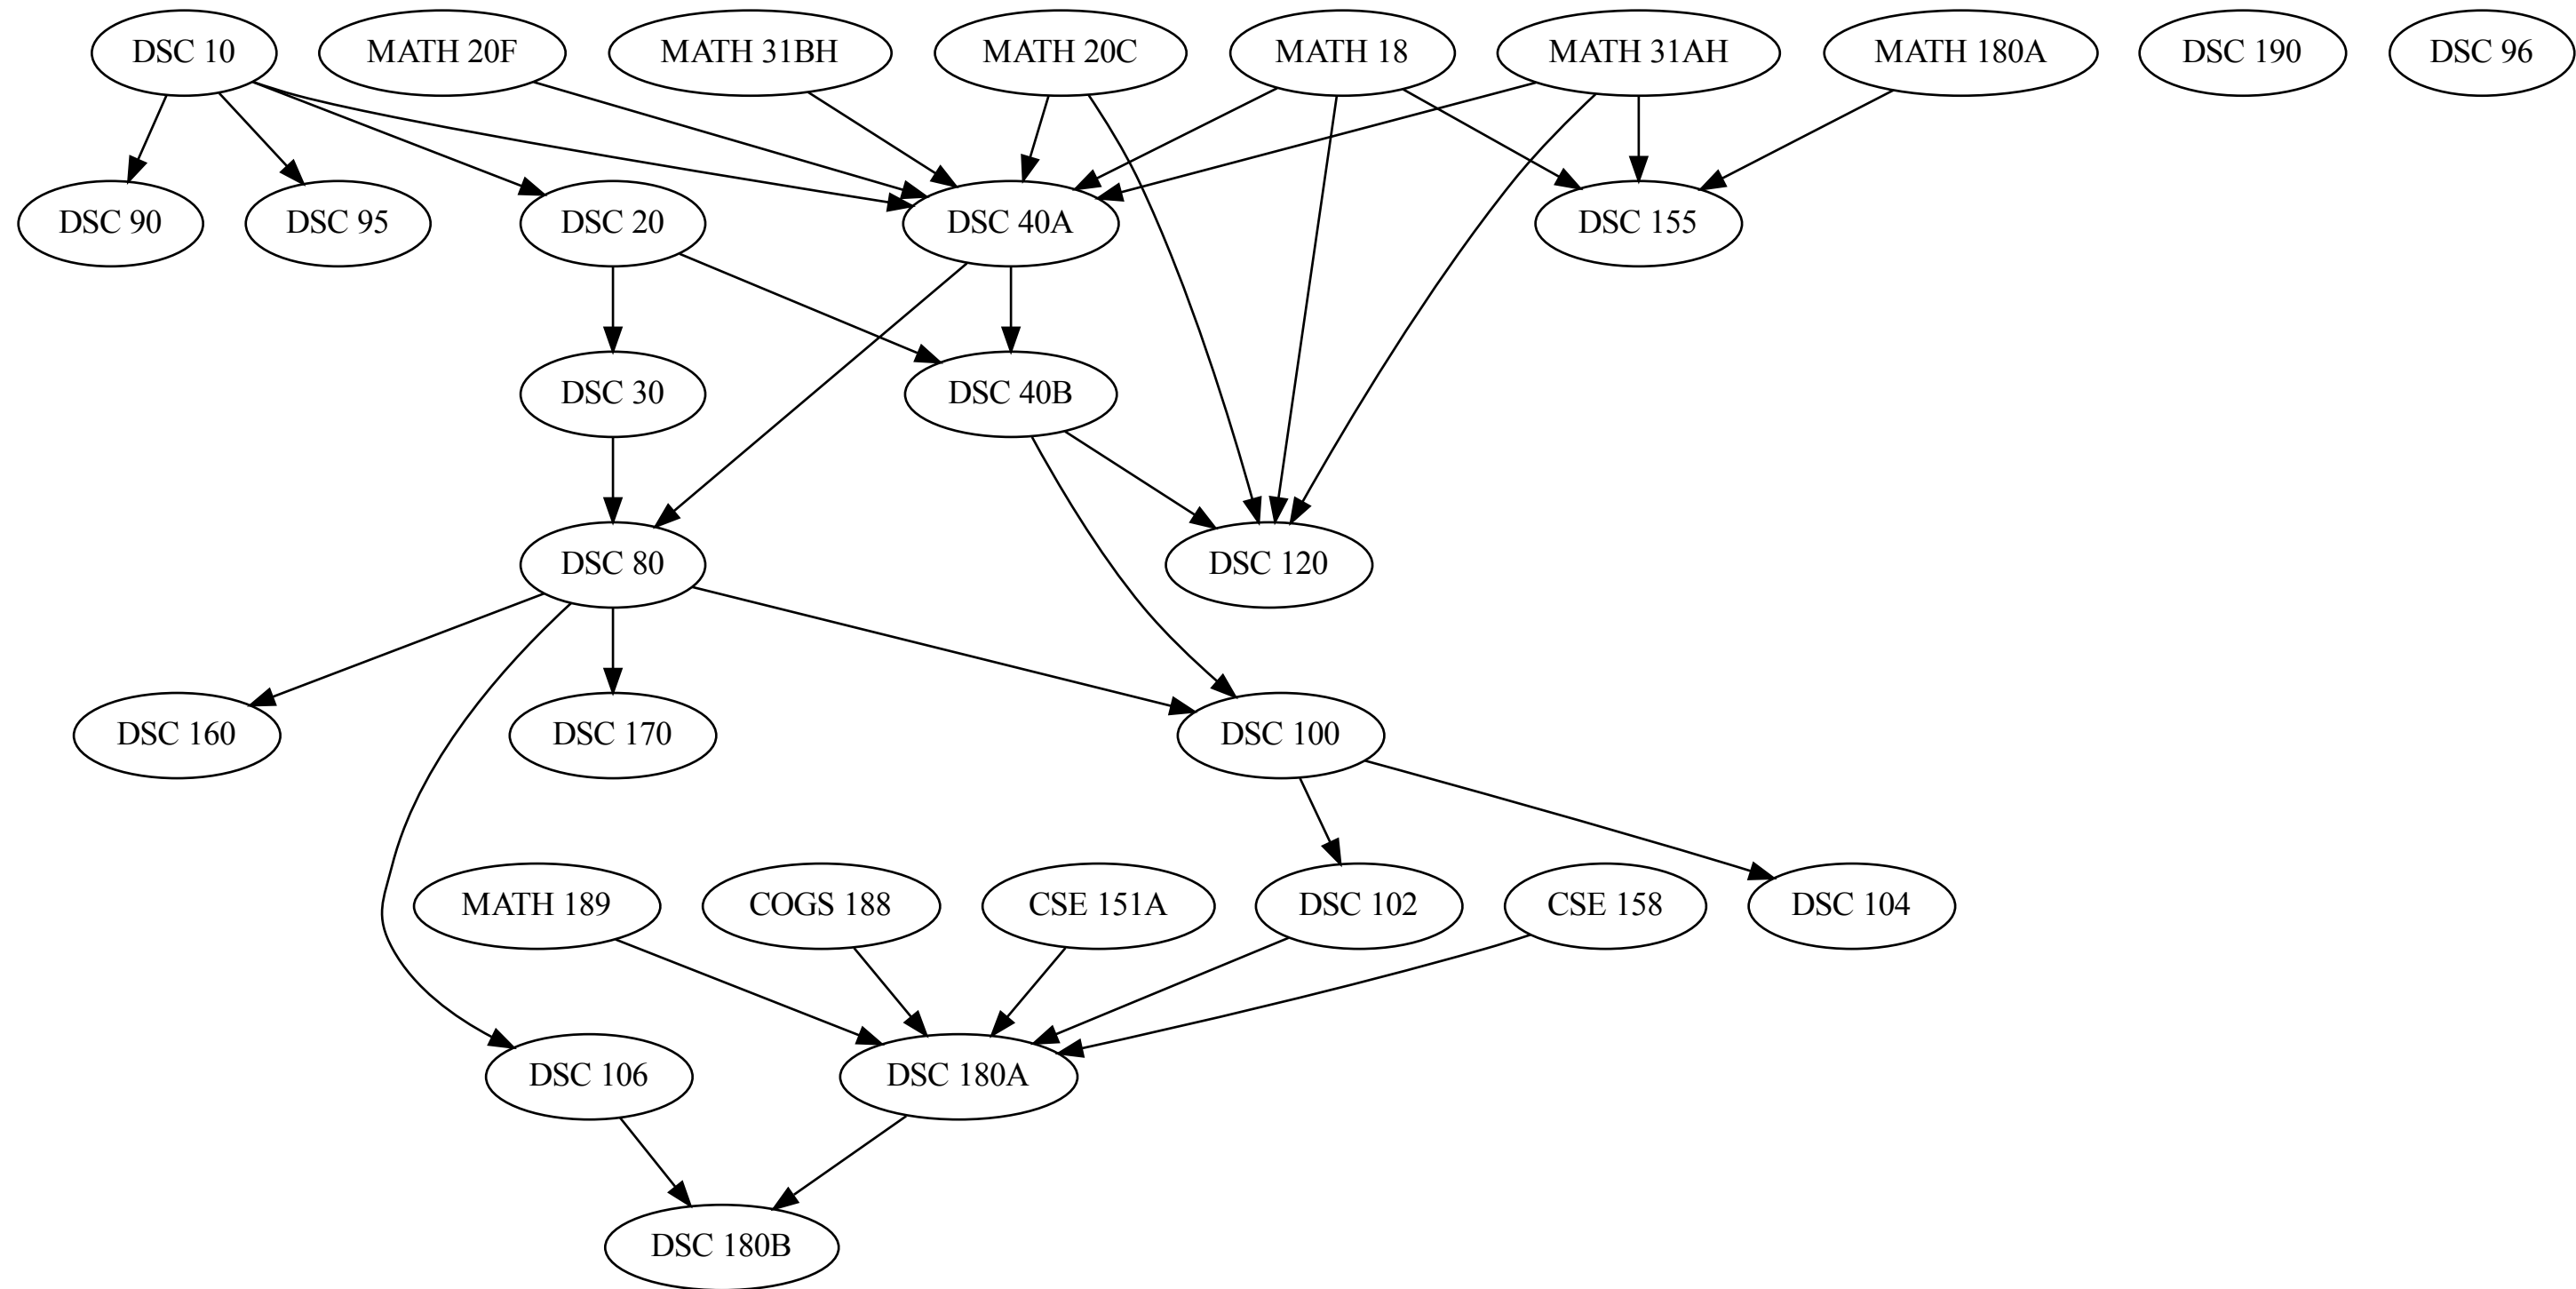 DSC 10
MATH 20F
MATH 31BH
MATH 20C
MATH 18
MATH 31AH
MATH 180A
DSC 190
DSC 96
DSC 90
DSC 95
DSC 20
DSC 40A
DSC 155
DSC 30
DSC 40B
DSC 80
DSC 120
DSC 160
DSC 170
DSC 100
MATH 189
COGS 188
CSE 151A
DSC 102
CSE 158
DSC 104
DSC 106
DSC 180A
DSC 180B